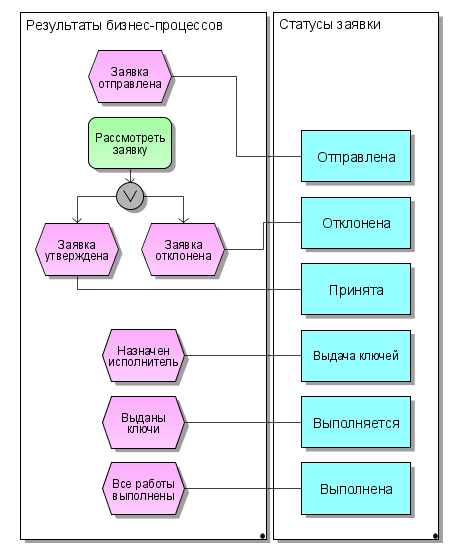 Результаты бизнес-процессов
Статусы заявки
Заявка
отправлена
Рассмотреть
заявку
Отправлена
Заявка
утверждена
Заявка
отклонена
Отклонена
Принята
Назначен
исполнитель
Выдача ключей
Выданы
ключи
Выполняется
Все работы
выполнены
Выполнена